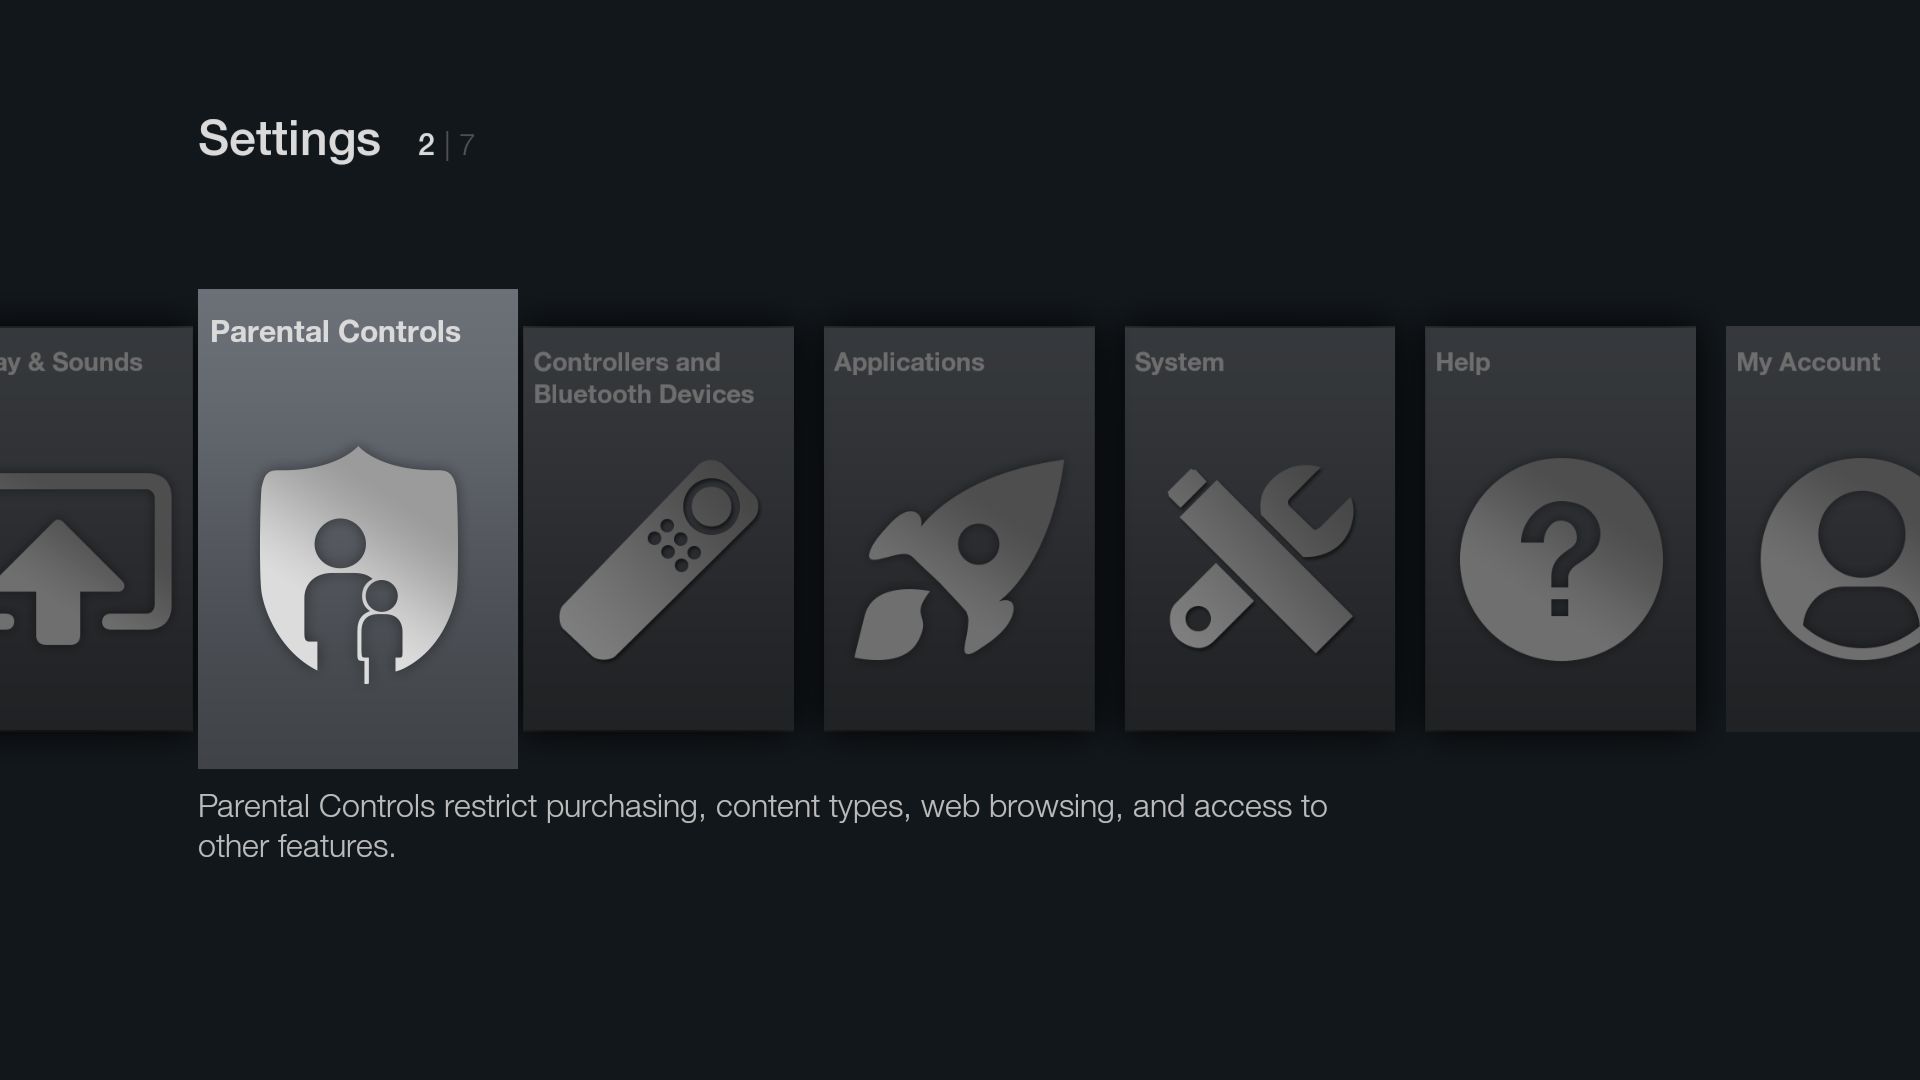 Settings 2 | 7
ay & Sounds
Parental Controls
Controllers and
Bluetooth Devices
Applications
System
Help
My Account
?
Parental Controls restrict purchasing, content types, web browsing, and access to
other features.